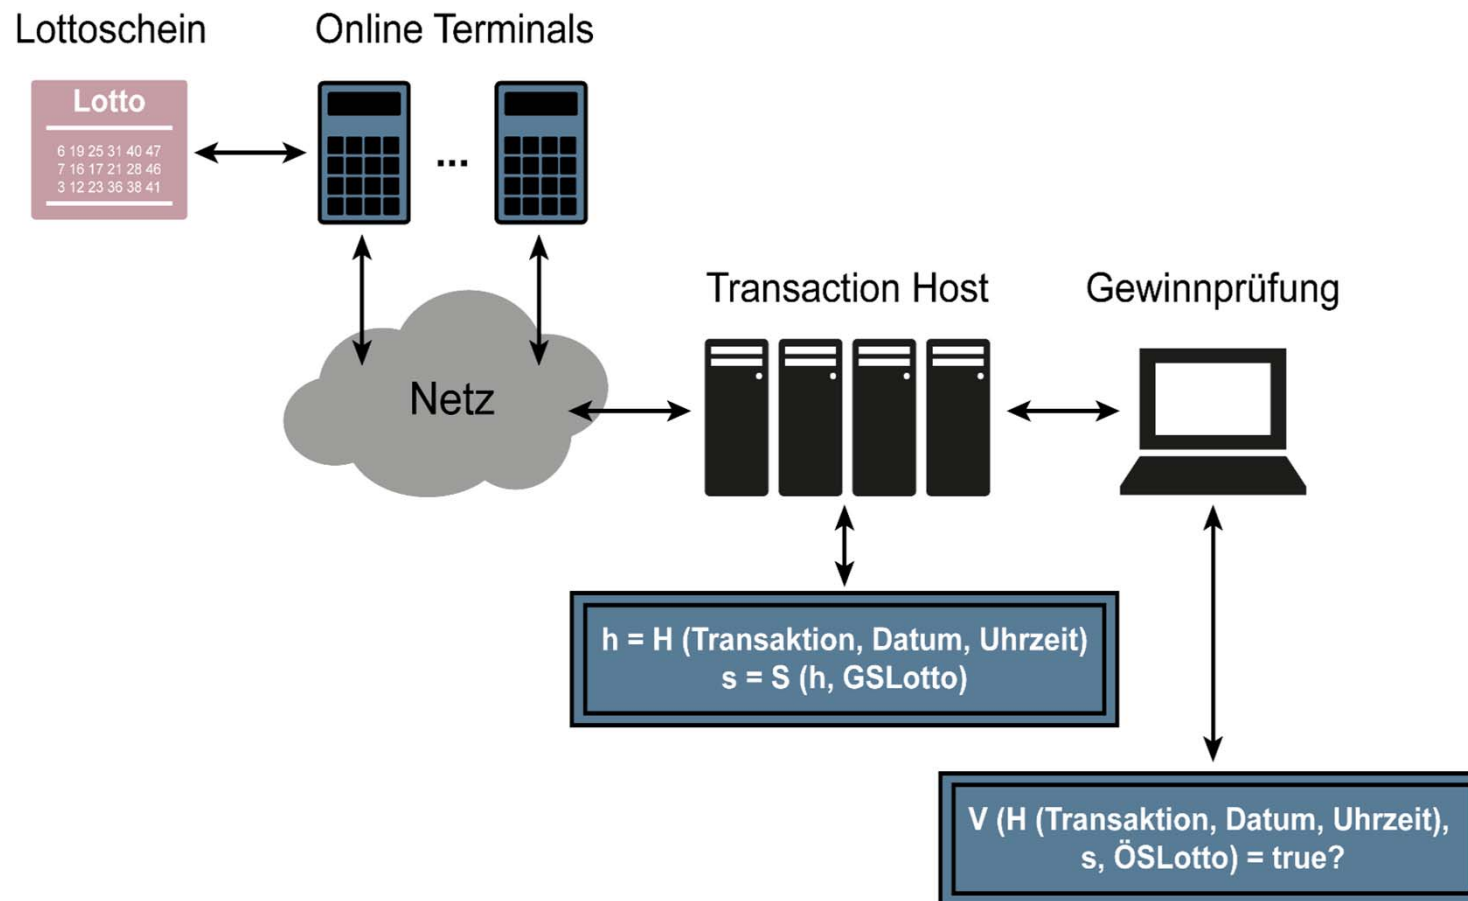 Lottoschein
Online Terminals
Lotto
6 19 25 31 40 47
7 16 17 21 28 46
3 12 23 36 38 41
...
Netz
Transaction Host
Gewinnprüfung
h = H (Transaktion, Datum, Uhrzeit)
s = S (h, GSLotto)
V (H (Transaktion, Datum, Uhrzeit),
s, ÖSLotto) = true?